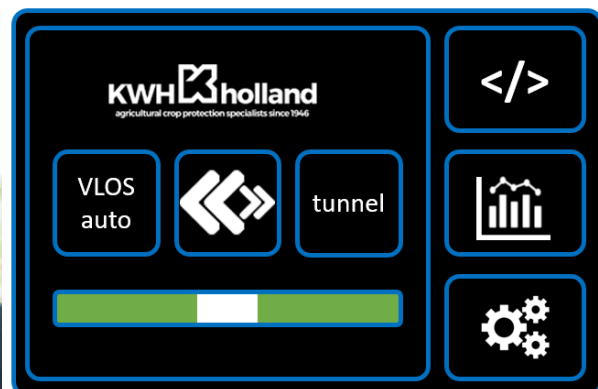 KWH holland
agricultural crop protection specialists since 1946
</>
VLOS
auto
tunnel